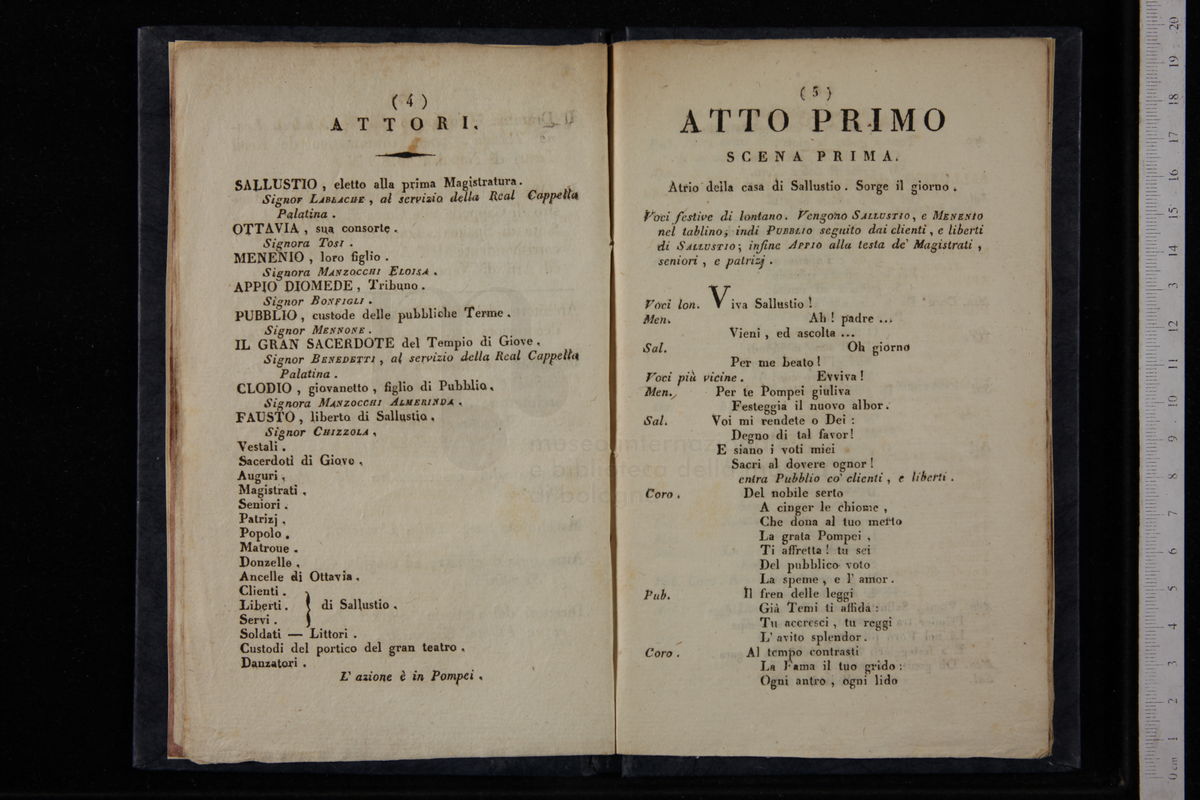 ( 4 )
ATTORI.
SALLUSTIO , eletto alla prima Magistratura .
Signor LABLACHE , al servizio della Real Cappella
Palatina .
OTTAVIA , sua consorte .
Signora TOSI .
MENENIO , loro figlio .
Signora MANZOCCHI ELOISA .
APPIO DIOMEDE , Tribuno .
Signor BONFIGLI .
PUBBLIO , custode delle pubbliche Terme .
Signor MENNONE .
IL GRAN SACERDOTE del Tempio di Giove .
Signor BENEDETTI , al servizio della Real Cappella
Palatina .
CLODIO , giovanetto , figlio di Pubblio .
Signora MANZOCCHI ALMERINDA .
FAUSTO , liberto di Sallustio .
Signor CHIZZOLA .
Vestali .
Sacerdoti di Giove .
Auguri .
Magistrati .
Seniori .
Patrizj .
Popolo .
Matroue .
Donzelle .
Ancelle di Ottavia .
Clienti .
Liberti . } di Sallustio .
Servi .
Soldati — Littori .
Custodi del portico del gran teatro .
Danzatori .
L' azione è in Pompei .
( 5 )
ATTO PRIMO
SCENA PRIMA.
Atrio della casa di Sallustio . Sorge il giorno .
Voci festive di lontano . Vengono SALLUSTIO , e MENENIO
nel tablino ; indi PUBBLIO seguito dai clienti , e liberti
di SALLUSTIO ; infine APPIO alla testa de' Magistrati ,
seniori , e patrizj .
Voci lon. Viva Sallustio !
Men. Ah ! padre ...
Vieni , ed ascolta ...
Sal. Oh giorno
Per me beato !
Voci più vicine . Evviva !
Men. Per te Pompei giuliva
Festeggia il nuovo albor .
Sal. Voi mi rendete o Dei :
Degno di tal favor !
E siano i voti miei
Sacri al dovere ognor !
entra Pubblio co' clienti , e liberti .
Coro . Del nobile serto
A cinger le chiome ,
Che dona al tuo merto
La grata Pompei ,
Ti affretta ! tu sei
Del pubblico voto
La speme , e l' amor .
Pub. Il fren delle leggi
Già Temi ti affida :
Tu accresci , tu reggi
L' avito splendor .
Coro . Al tempo contrasti
La Fama il tuo grido :
Ogni antro , ogni lido